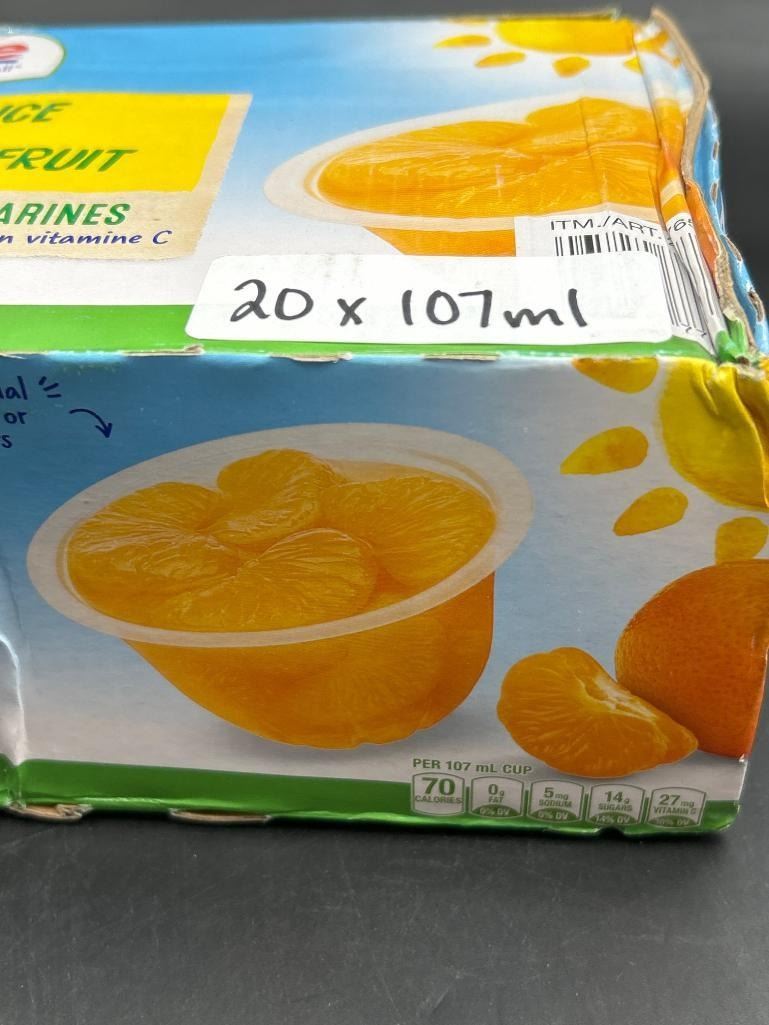 ICE
FRUIT
ARINES
n vitamine C
ITM./ART.
20 x 107ml
or
s
PER 107 mL CUP
70 CALORIES
0g FAT 0% DV
5mg SODIUM 0% DV
14g SUGARS 14% DV
27mg VITAMIN C